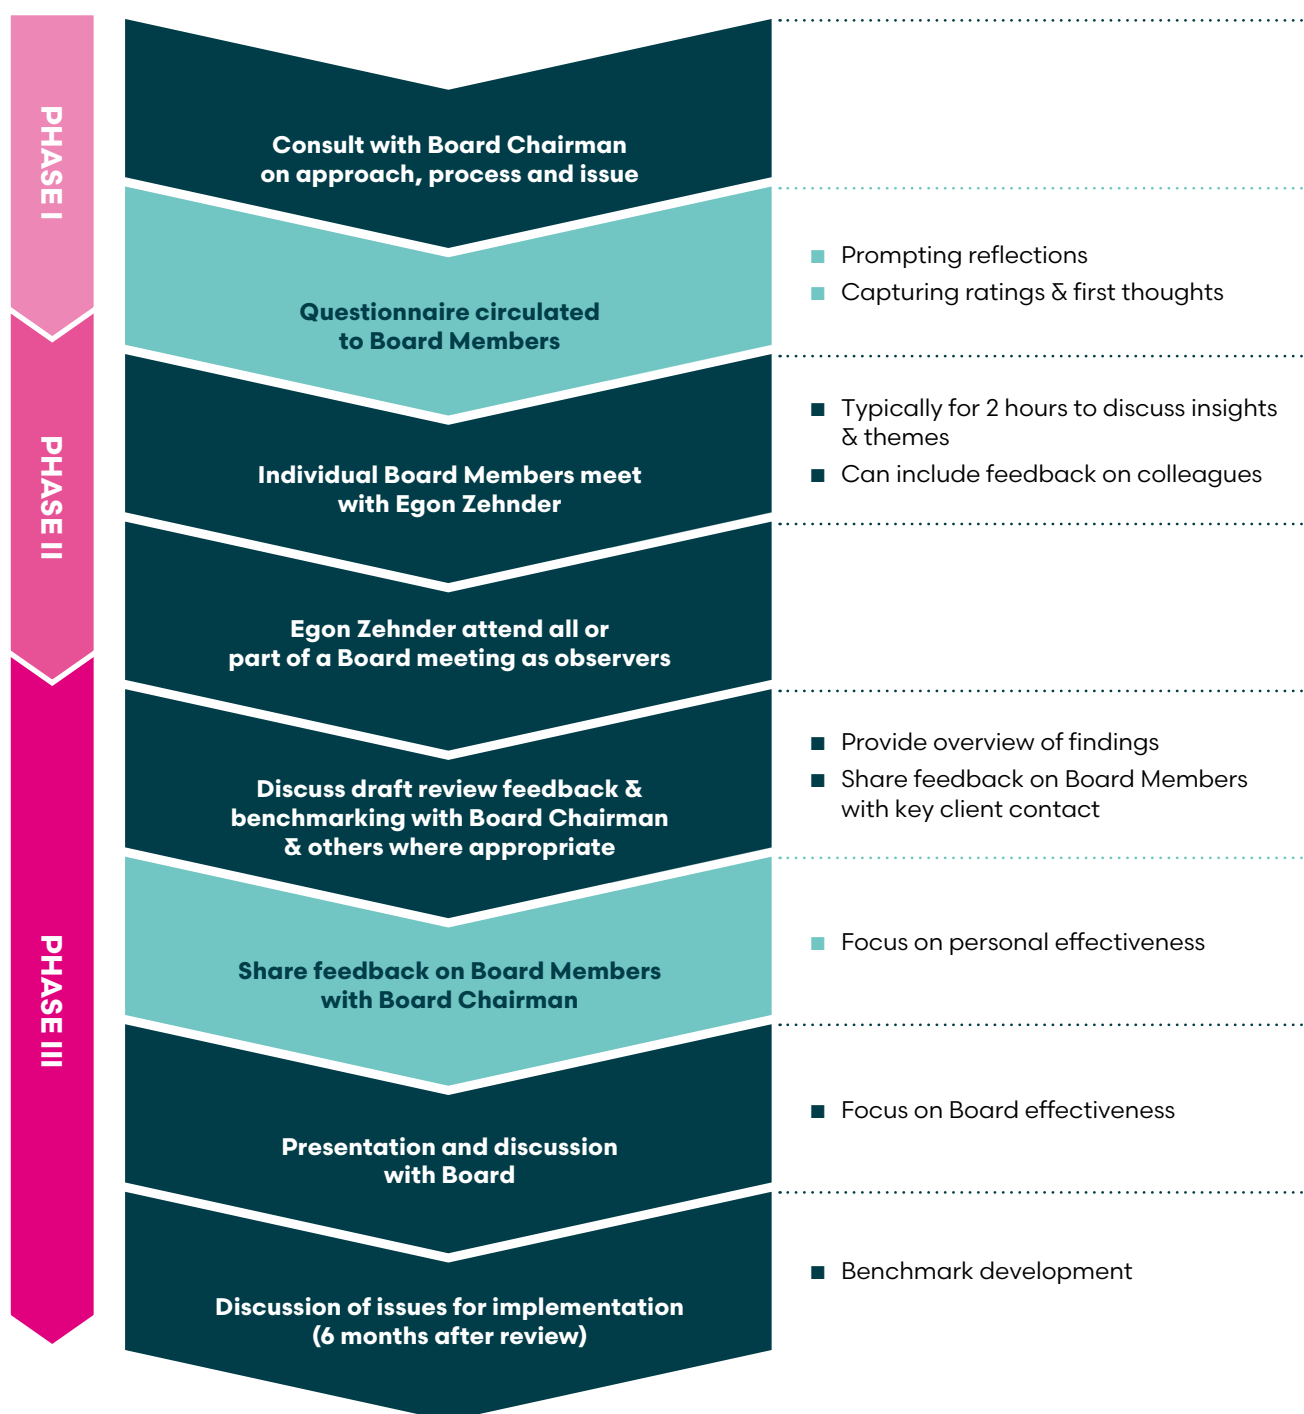 PHASE I
Consult with Board Chairman
on approach, process and issue
Questionnaire circulated
to Board Members
Prompting reflections
Capturing ratings & first thoughts
PHASE II
Individual Board Members meet
with Egon Zehnder
Typically for 2 hours to discuss insights
& themes
Can include feedback on colleagues
Egon Zehnder attend all or
part of a Board meeting as observers
PHASE III
Discuss draft review feedback &
benchmarking with Board Chairman
& others where appropriate
Provide overview of findings
Share feedback on Board Members
with key client contact
Share feedback on Board Members
with Board Chairman
Focus on personal effectiveness
Presentation and discussion
with Board
Focus on Board effectiveness
Discussion of issues for implementation
(6 months after review)
Benchmark development